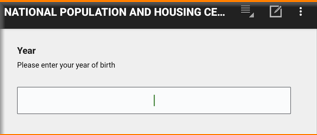 NATIONAL POPULATION AND HOUSING CE...
Year
Please enter your year of birth